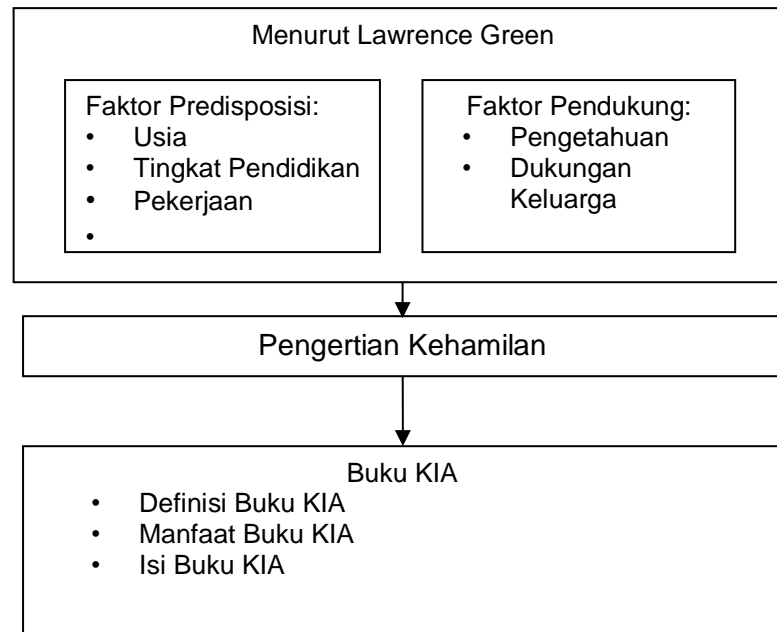 Menurut Lawrence Green
Faktor Predisposisi:
• Usia
• Tingkat Pendidikan
• Pekerjaan
•
Faktor Pendukung:
• Pengetahuan
• Dukungan
Keluarga
Pengertian Kehamilan
Buku KIA
• Definisi Buku KIA
• Manfaat Buku KIA
• Isi Buku KIA